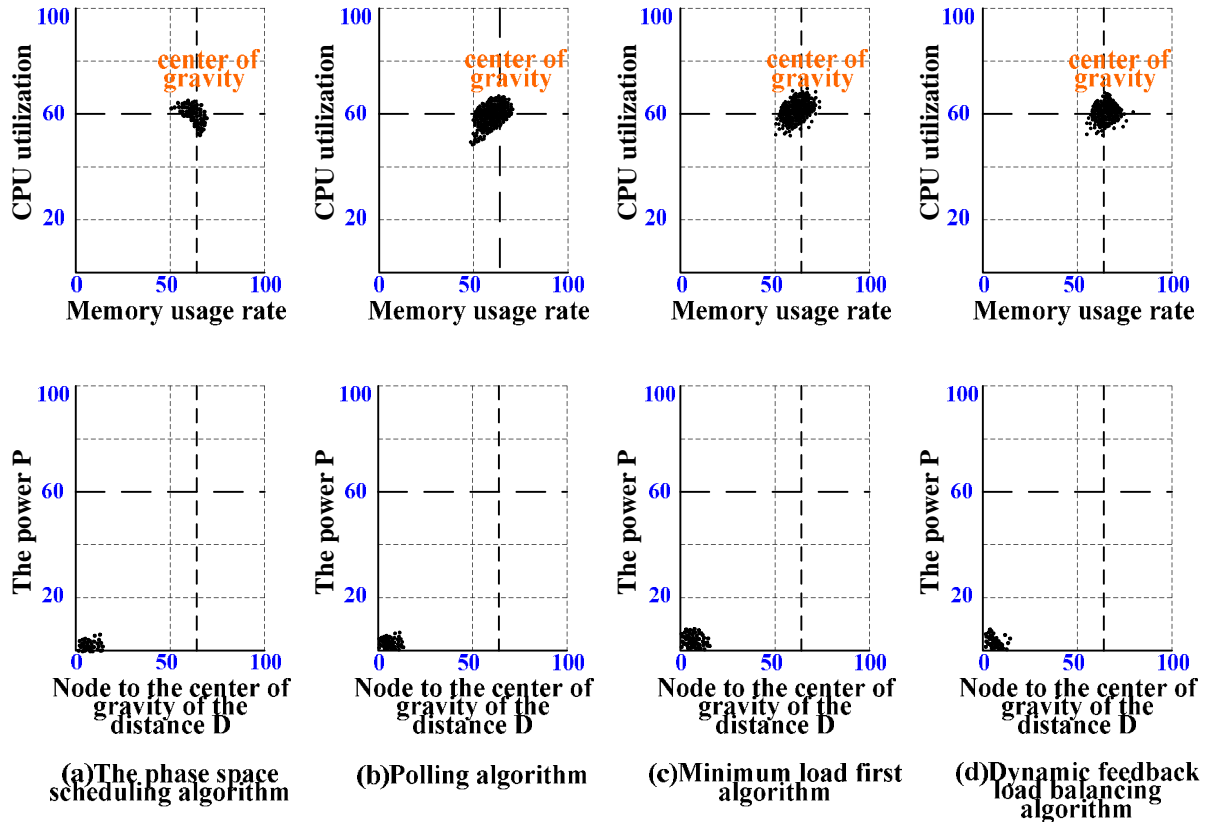 100
CPU utilization
center of
gravity
60
20
0
50
100
Memory usage rate
100
CPU utilization
center of
gravity
60
20
0
50
100
Memory usage rate
100
CPU utilization
center of
gravity
60
20
0
50
100
Memory usage rate
100
CPU utilization
center of
gravity
60
20
0
50
100
Memory usage rate
100
The power P
60
20
0
50
100
Node to the center of
gravity of the
distance D
100
The power P
60
20
0
50
100
Node to the center of
gravity of the
distance D
100
The power P
60
20
0
50
100
Node to the center of
gravity of the
distance D
100
The power P
60
20
0
50
100
Node to the center of
gravity of the
distance D
(a)The phase space
scheduling algorithm
(b)Polling algorithm
(c)Minimum load first
algorithm
(d)Dynamic feedback
load balancing
algorithm